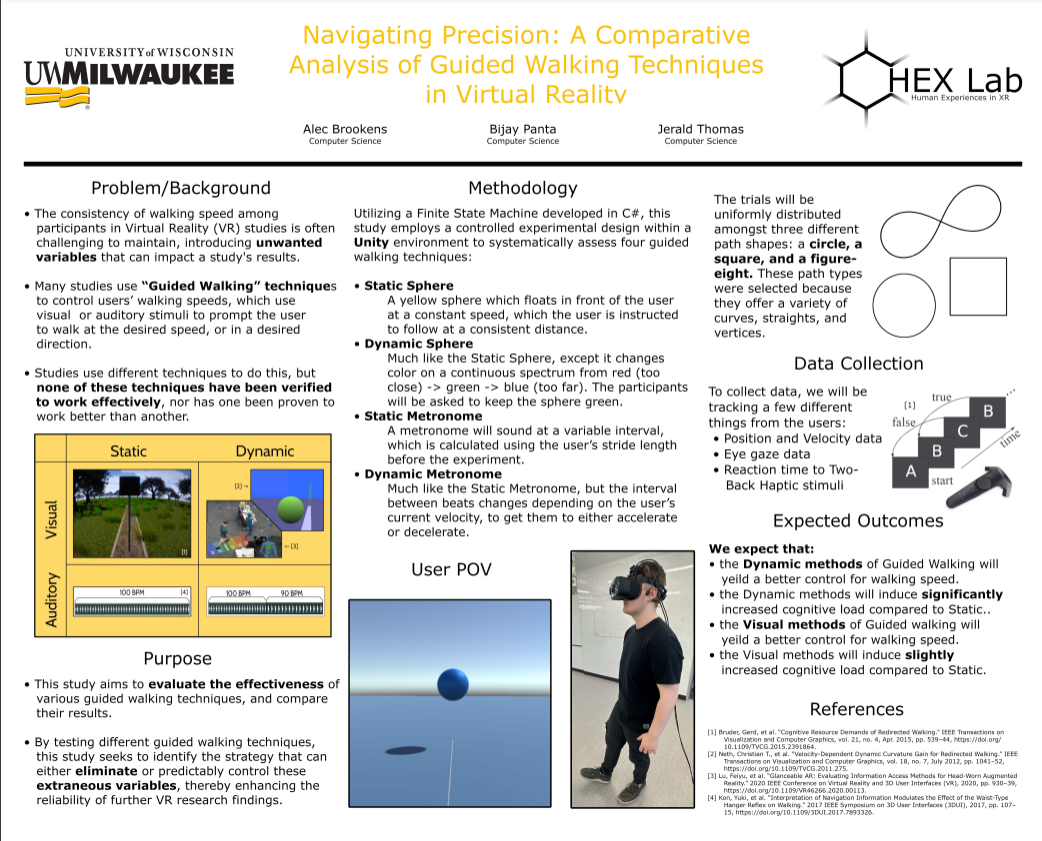 UNIVERSITY of WISCONSIN
UWMILWAUKEE
Navigating Precision: A Comparative
Analysis of Guided Walking Techniques
in Virtual Reality
HEX Lab
Human Experiences in XR
Alec Brookens
Computer Science
Bijay Panta
Computer Science
Jerald Thomas
Computer Science
Problem/Background
• The consistency of walking speed among
participants in Virtual Reality (VR) studies is often
challenging to maintain, introducing unwanted
variables that can impact a study's results.
• Many studies use “Guided Walking” techniques
to control users’ walking speeds, which use
visual or auditory stimuli to prompt the user
to walk at the desired speed, or in a desired
direction.
• Studies use different techniques to do this, but
none of these techniques have been verified
to work effectively, nor has one been proven to
work better than another.
Static
Dynamic
Visual
[1]
[2]→
←[3]
Auditory
100 BPM
[4]
100 BPM
90 BPM
Purpose
• This study aims to evaluate the effectiveness of
various guided walking techniques, and compare
their results.
• By testing different guided walking techniques,
this study seeks to identify the strategy that can
either eliminate or predictably control these
extraneous variables, thereby enhancing the
reliability of further VR research findings.
Methodology
Utilizing a Finite State Machine developed in C#, this
study employs a controlled experimental design within a
Unity environment to systematically assess four guided
walking techniques:
• Static Sphere
A yellow sphere which floats in front of the user
at a constant speed, which the user is instructed
to follow at a consistent distance.
• Dynamic Sphere
Much like the Static Sphere, except it changes
color on a continuous spectrum from red (too
close) -> green -> blue (too far). The participants
will be asked to keep the sphere green.
• Static Metronome
A metronome will sound at a variable interval,
which is calculated using the user’s stride length
before the experiment.
• Dynamic Metronome
Much like the Static Metronome, but the interval
between beats changes depending on the user’s
current velocity, to get them to either accelerate
or decelerate.
User POV
The trials will be
uniformly distributed
amongst three different
path shapes: a circle, a
square, and a figure-
eight. These path types
were selected because
they offer a variety of
curves, straights, and
vertices.
Data Collection
To collect data, we will be
tracking a few different
things from the users:
• Position and Velocity data
• Eye gaze data
• Reaction time to Two-
Back Haptic stimuli
[1]
true
false
A
B
C
B
...
start
time
Expected Outcomes
We expect that:
• the Dynamic methods of Guided Walking will
yeild a better control for walking speed.
• the Dynamic methods will induce significantly
increased cognitive load compared to Static..
• the Visual methods of Guided walking will
yeild a better control for walking speed.
• the Visual methods will induce slightly
increased cognitive load compared to Static.
References
[1] Bruder, Gerd, et al. “Cognitive Resource Demands of Redirected Walking.” IEEE Transactions on
Visualization and Computer Graphics, vol. 21, no. 4, Apr. 2015, pp. 539–44, https://doi.org/
10.1109/TVCG.2015.2391864.
[2] Neth, Christian T., et al. “Velocity-Dependent Dynamic Curvature Gain for Redirected Walking.” IEEE
Transactions on Visualization and Computer Graphics, vol. 18, no. 7, July 2012, pp. 1041–52,
https://doi.org/10.1109/TVCG.2011.275.
[3] Lu, Feiyu, et al. “Glanceable AR: Evaluating Information Access Methods for Head-Worn Augmented
Reality.” 2020 IEEE Conference on Virtual Reality and 3D User Interfaces (VR), 2020, pp. 930–39,
https://doi.org/10.1109/VR46266.2020.00113.
[4] Kon, Yuki, et al. “Interpretation of Navigation Information Modulates the Effect of the Waist-Type
Hanger Reflex on Walking.” 2017 IEEE Symposium on 3D User Interfaces (3DUI), 2017, pp. 107–
15, https://doi.org/10.1109/3DUI.2017.7893326.